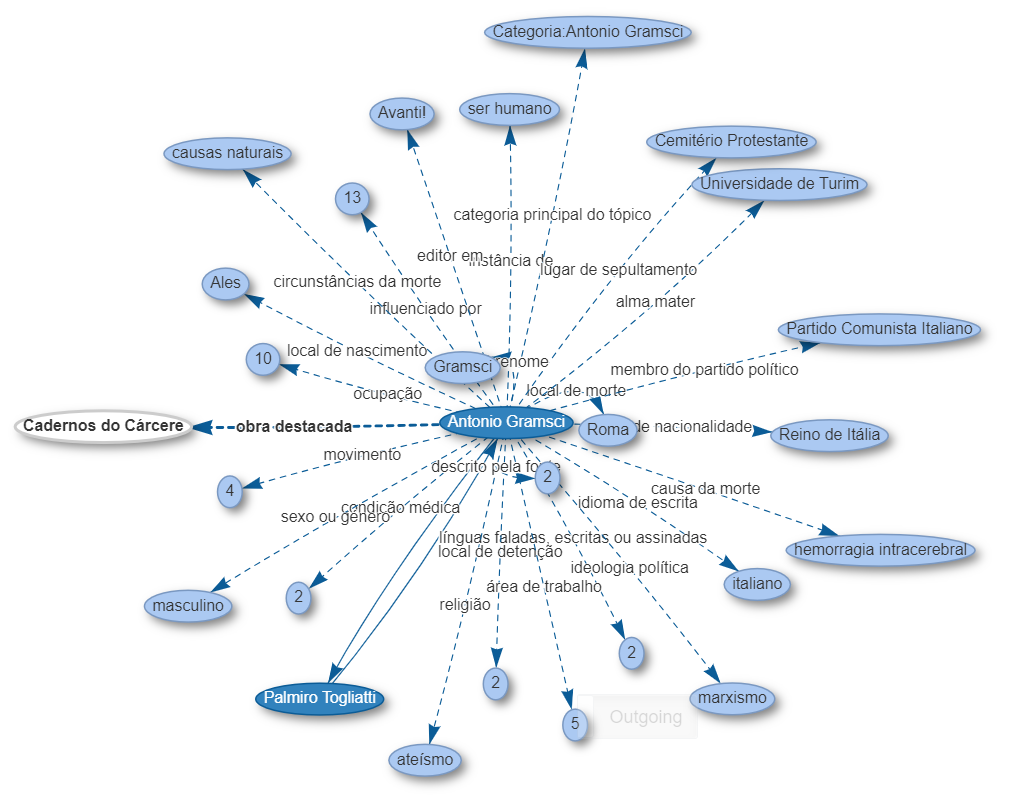 Categoria:Antonio Gramsci
Avanti!
ser humano
Cemitério Protestante
causas naturais
Universidade de Turim
13
categoria principal do tópico
editor em
instância de
lugar de sepultamento
circunstâncias da morte
Ales
alma mater
influenciado por
Partido Comunista Italiano
local de nascimento
10
Gramsci
membro do partido político
ocupação
local de morte
Cadernos do Cárcere
obra destacada
Antonio Gramsci
Roma
de nacionalidade
Reino de Itália
movimento
descrito pela fonte
2
4
causa da morte
condição médica
idioma de escrita
sexo ou género
línguas faladas, escritas ou assinadas
local de detenção
hemorragia intracerebral
ideologia política
italiano
área de trabalho
masculino
2
religião
2
2
Palmiro Togliatti
marxismo
5
Outgoing
ateísmo